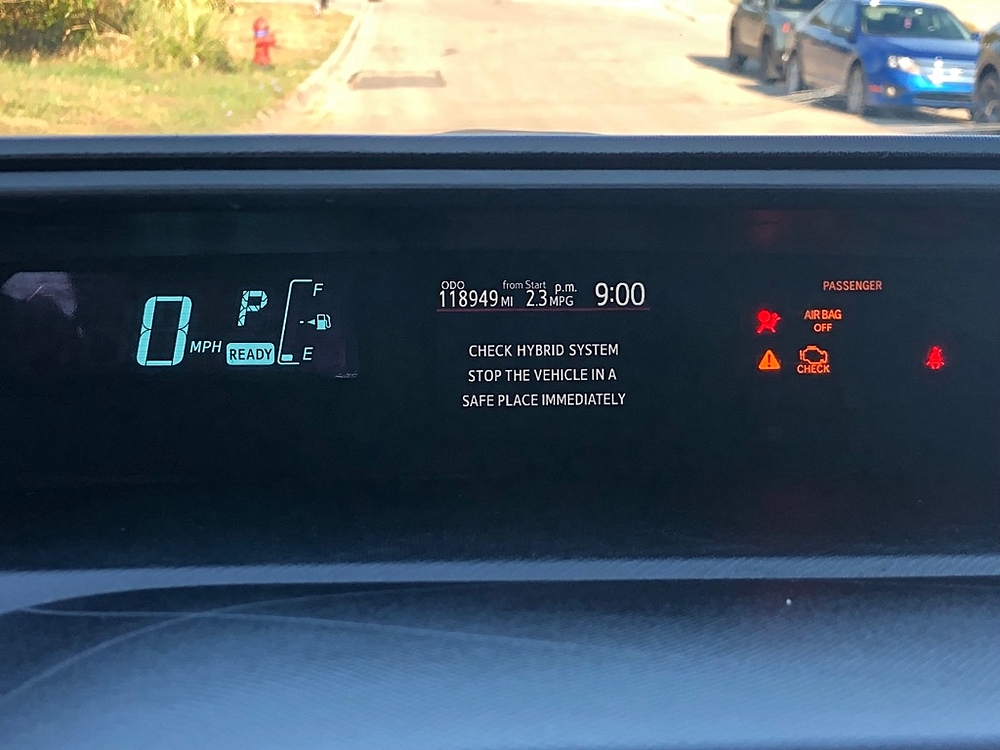 ODO from Start p.m.
118949 MI 2.3 MPG 9:00
0 MPH
P
READY
F
E
CHECK HYBRID SYSTEM
STOP THE VEHICLE IN A
SAFE PLACE IMMEDIATELY
PASSENGER
AIR BAG
OFF
CHECK